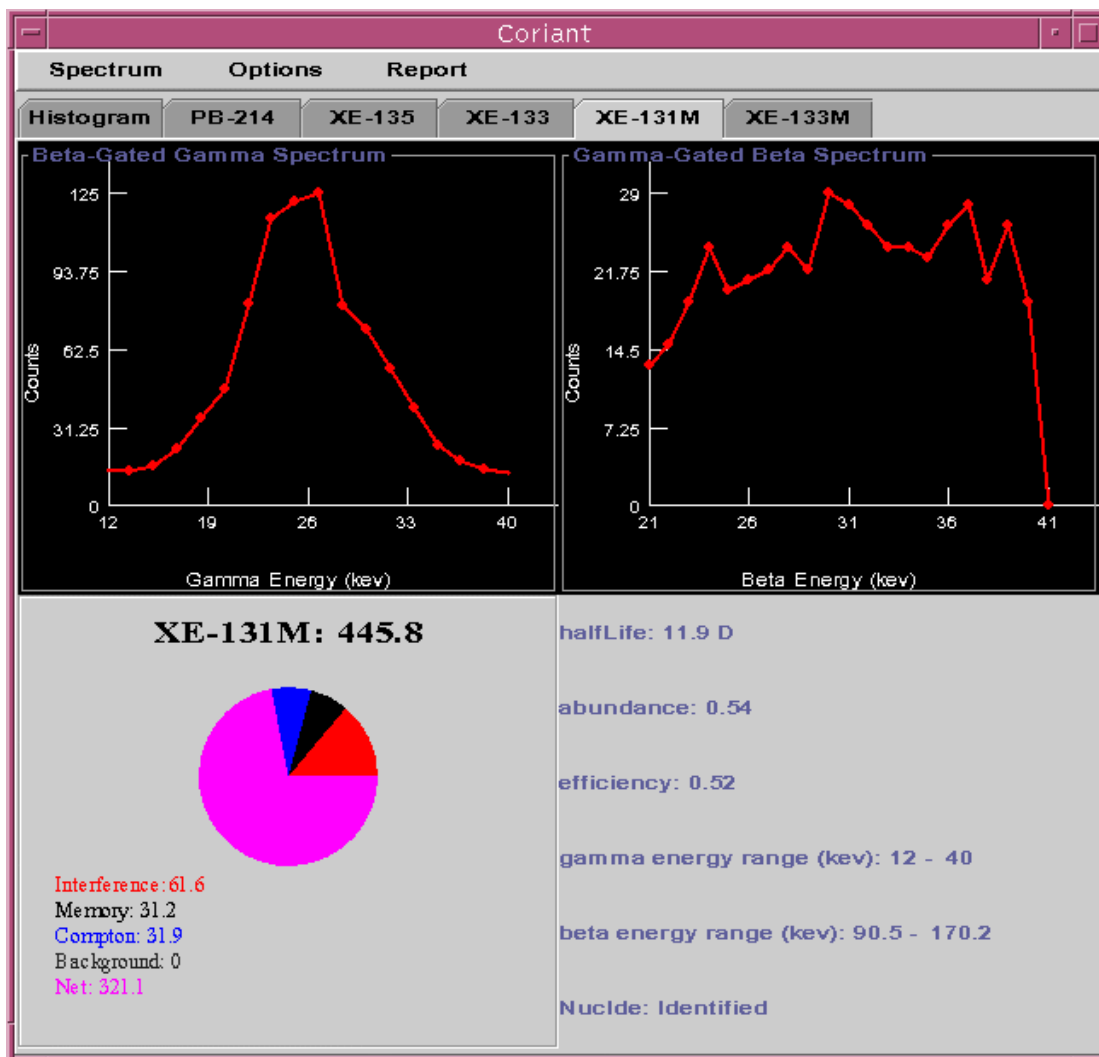 Coriant
Spectrum Options Report
Histogram PB-214 XE-135 XE-133 XE-131M XE-133M
Beta-Gated Gamma Spectrum
125
93.75
62.5
31.25
0
Counts
12 19 26 33 40
Gamma Energy (kev)
Gamma-Gated Beta Spectrum
29
21.75
14.5
7.25
0
Counts
21 26 31 36 41
Beta Energy (kev)
XE-131M: 445.8
Interference: 61.6
Memory: 31.2
Compton: 31.9
Background: 0
Net: 321.1
halfLife: 11.9 D
abundance: 0.54
efficiency: 0.52
gamma energy range (kev): 12 - 40
beta energy range (kev): 90.5 - 170.2
Nuclde: Identified